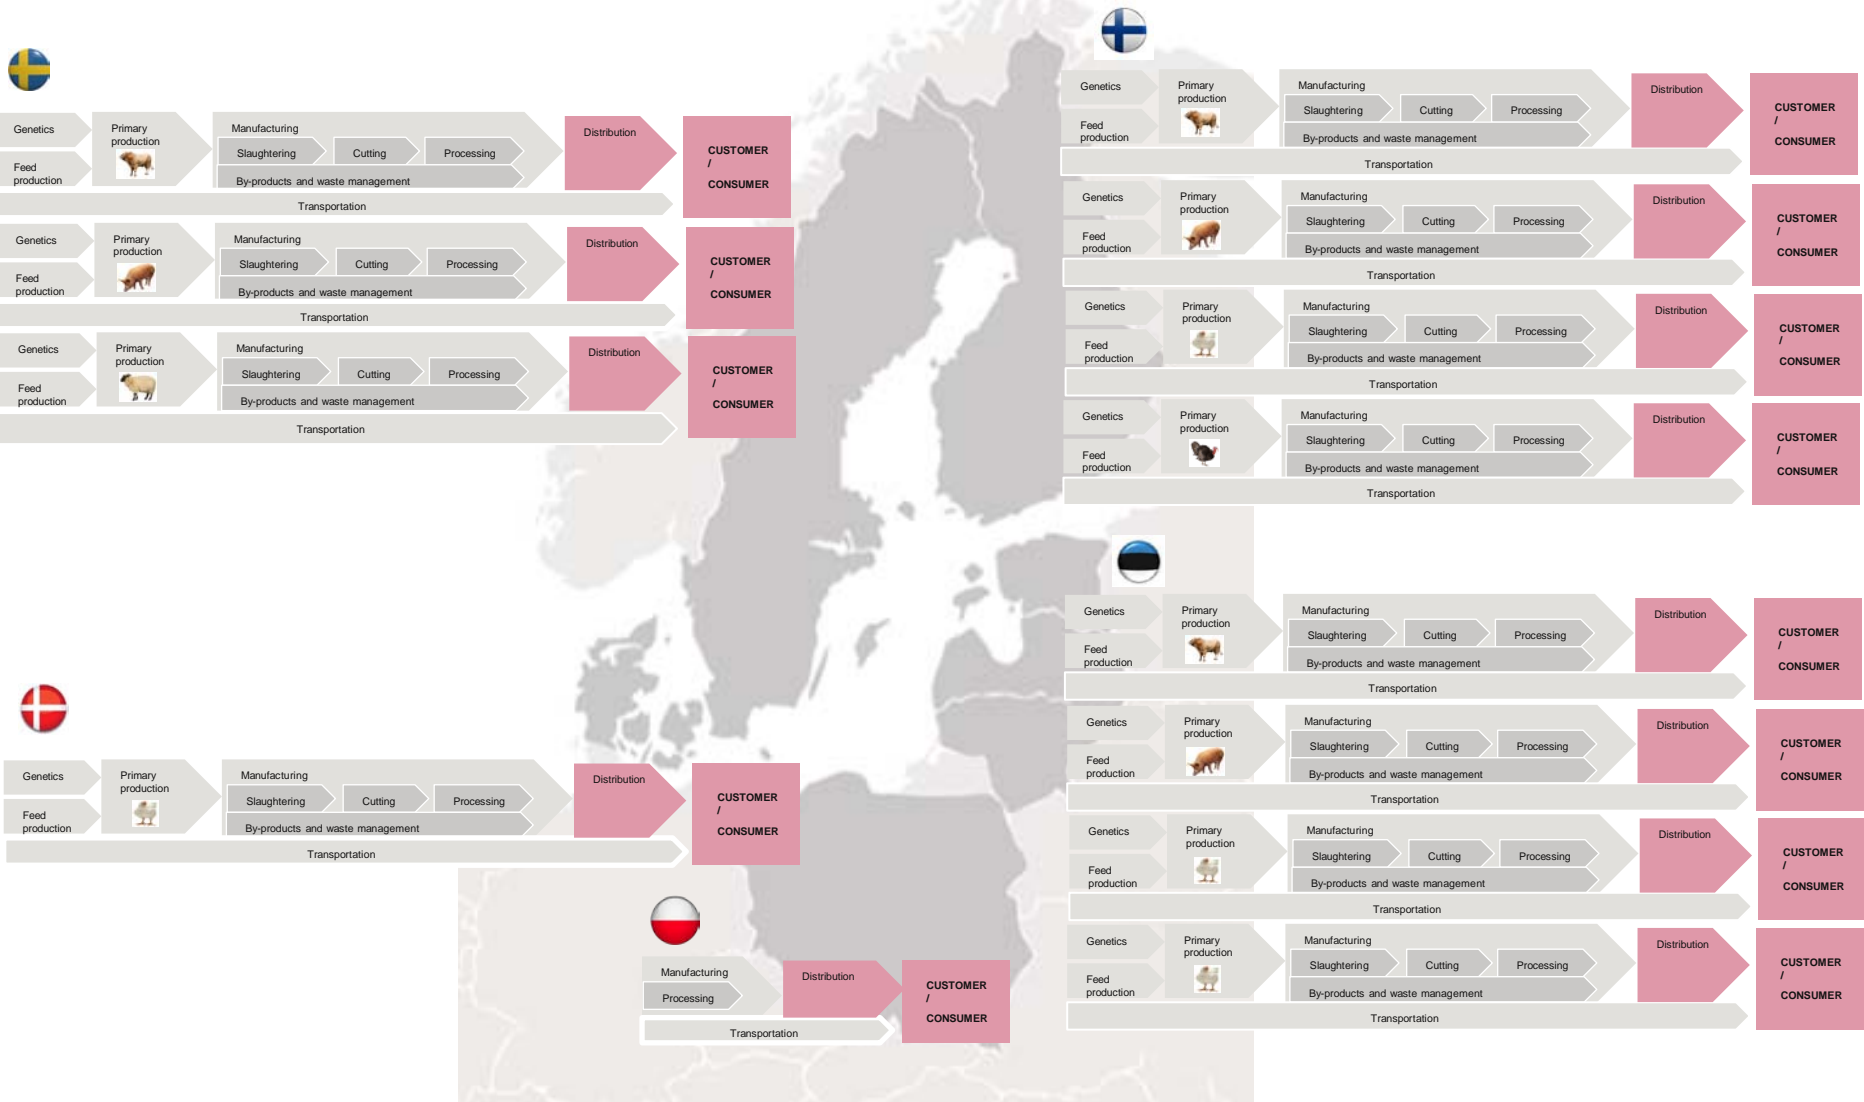 Genetics
Primary
production
Manufacturing
Slaughtering
Cutting
Processing
Distribution
CUSTOMER
/
CONSUMER
Feed
production
By-products and waste management
Transportation
Genetics
Primary
production
Manufacturing
Slaughtering
Cutting
Processing
Distribution
CUSTOMER
/
CONSUMER
Feed
production
By-products and waste management
Transportation
Genetics
Primary
production
Manufacturing
Slaughtering
Cutting
Processing
Distribution
CUSTOMER
/
CONSUMER
Feed
production
By-products and waste management
Transportation
Genetics
Primary
production
Manufacturing
Slaughtering
Cutting
Processing
Distribution
CUSTOMER
/
CONSUMER
Feed
production
By-products and waste management
Transportation
Manufacturing
Processing
Distribution
CUSTOMER
/
CONSUMER
Transportation
Genetics
Primary
production
Manufacturing
Slaughtering
Cutting
Processing
Distribution
CUSTOMER
/
CONSUMER
Feed
production
By-products and waste management
Transportation
Genetics
Primary
production
Manufacturing
Slaughtering
Cutting
Processing
Distribution
CUSTOMER
/
CONSUMER
Feed
production
By-products and waste management
Transportation
Genetics
Primary
production
Manufacturing
Slaughtering
Cutting
Processing
Distribution
CUSTOMER
/
CONSUMER
Feed
production
By-products and waste management
Transportation
Genetics
Primary
production
Manufacturing
Slaughtering
Cutting
Processing
Distribution
CUSTOMER
/
CONSUMER
Feed
production
By-products and waste management
Transportation
Genetics
Primary
production
Manufacturing
Slaughtering
Cutting
Processing
Distribution
CUSTOMER
/
CONSUMER
Feed
production
By-products and waste management
Transportation
Genetics
Primary
production
Manufacturing
Slaughtering
Cutting
Processing
Distribution
CUSTOMER
/
CONSUMER
Feed
production
By-products and waste management
Transportation
Genetics
Primary
production
Manufacturing
Slaughtering
Cutting
Processing
Distribution
CUSTOMER
/
CONSUMER
Feed
production
By-products and waste management
Transportation
Genetics
Primary
production
Manufacturing
Slaughtering
Cutting
Processing
Distribution
CUSTOMER
/
CONSUMER
Feed
production
By-products and waste management
Transportation